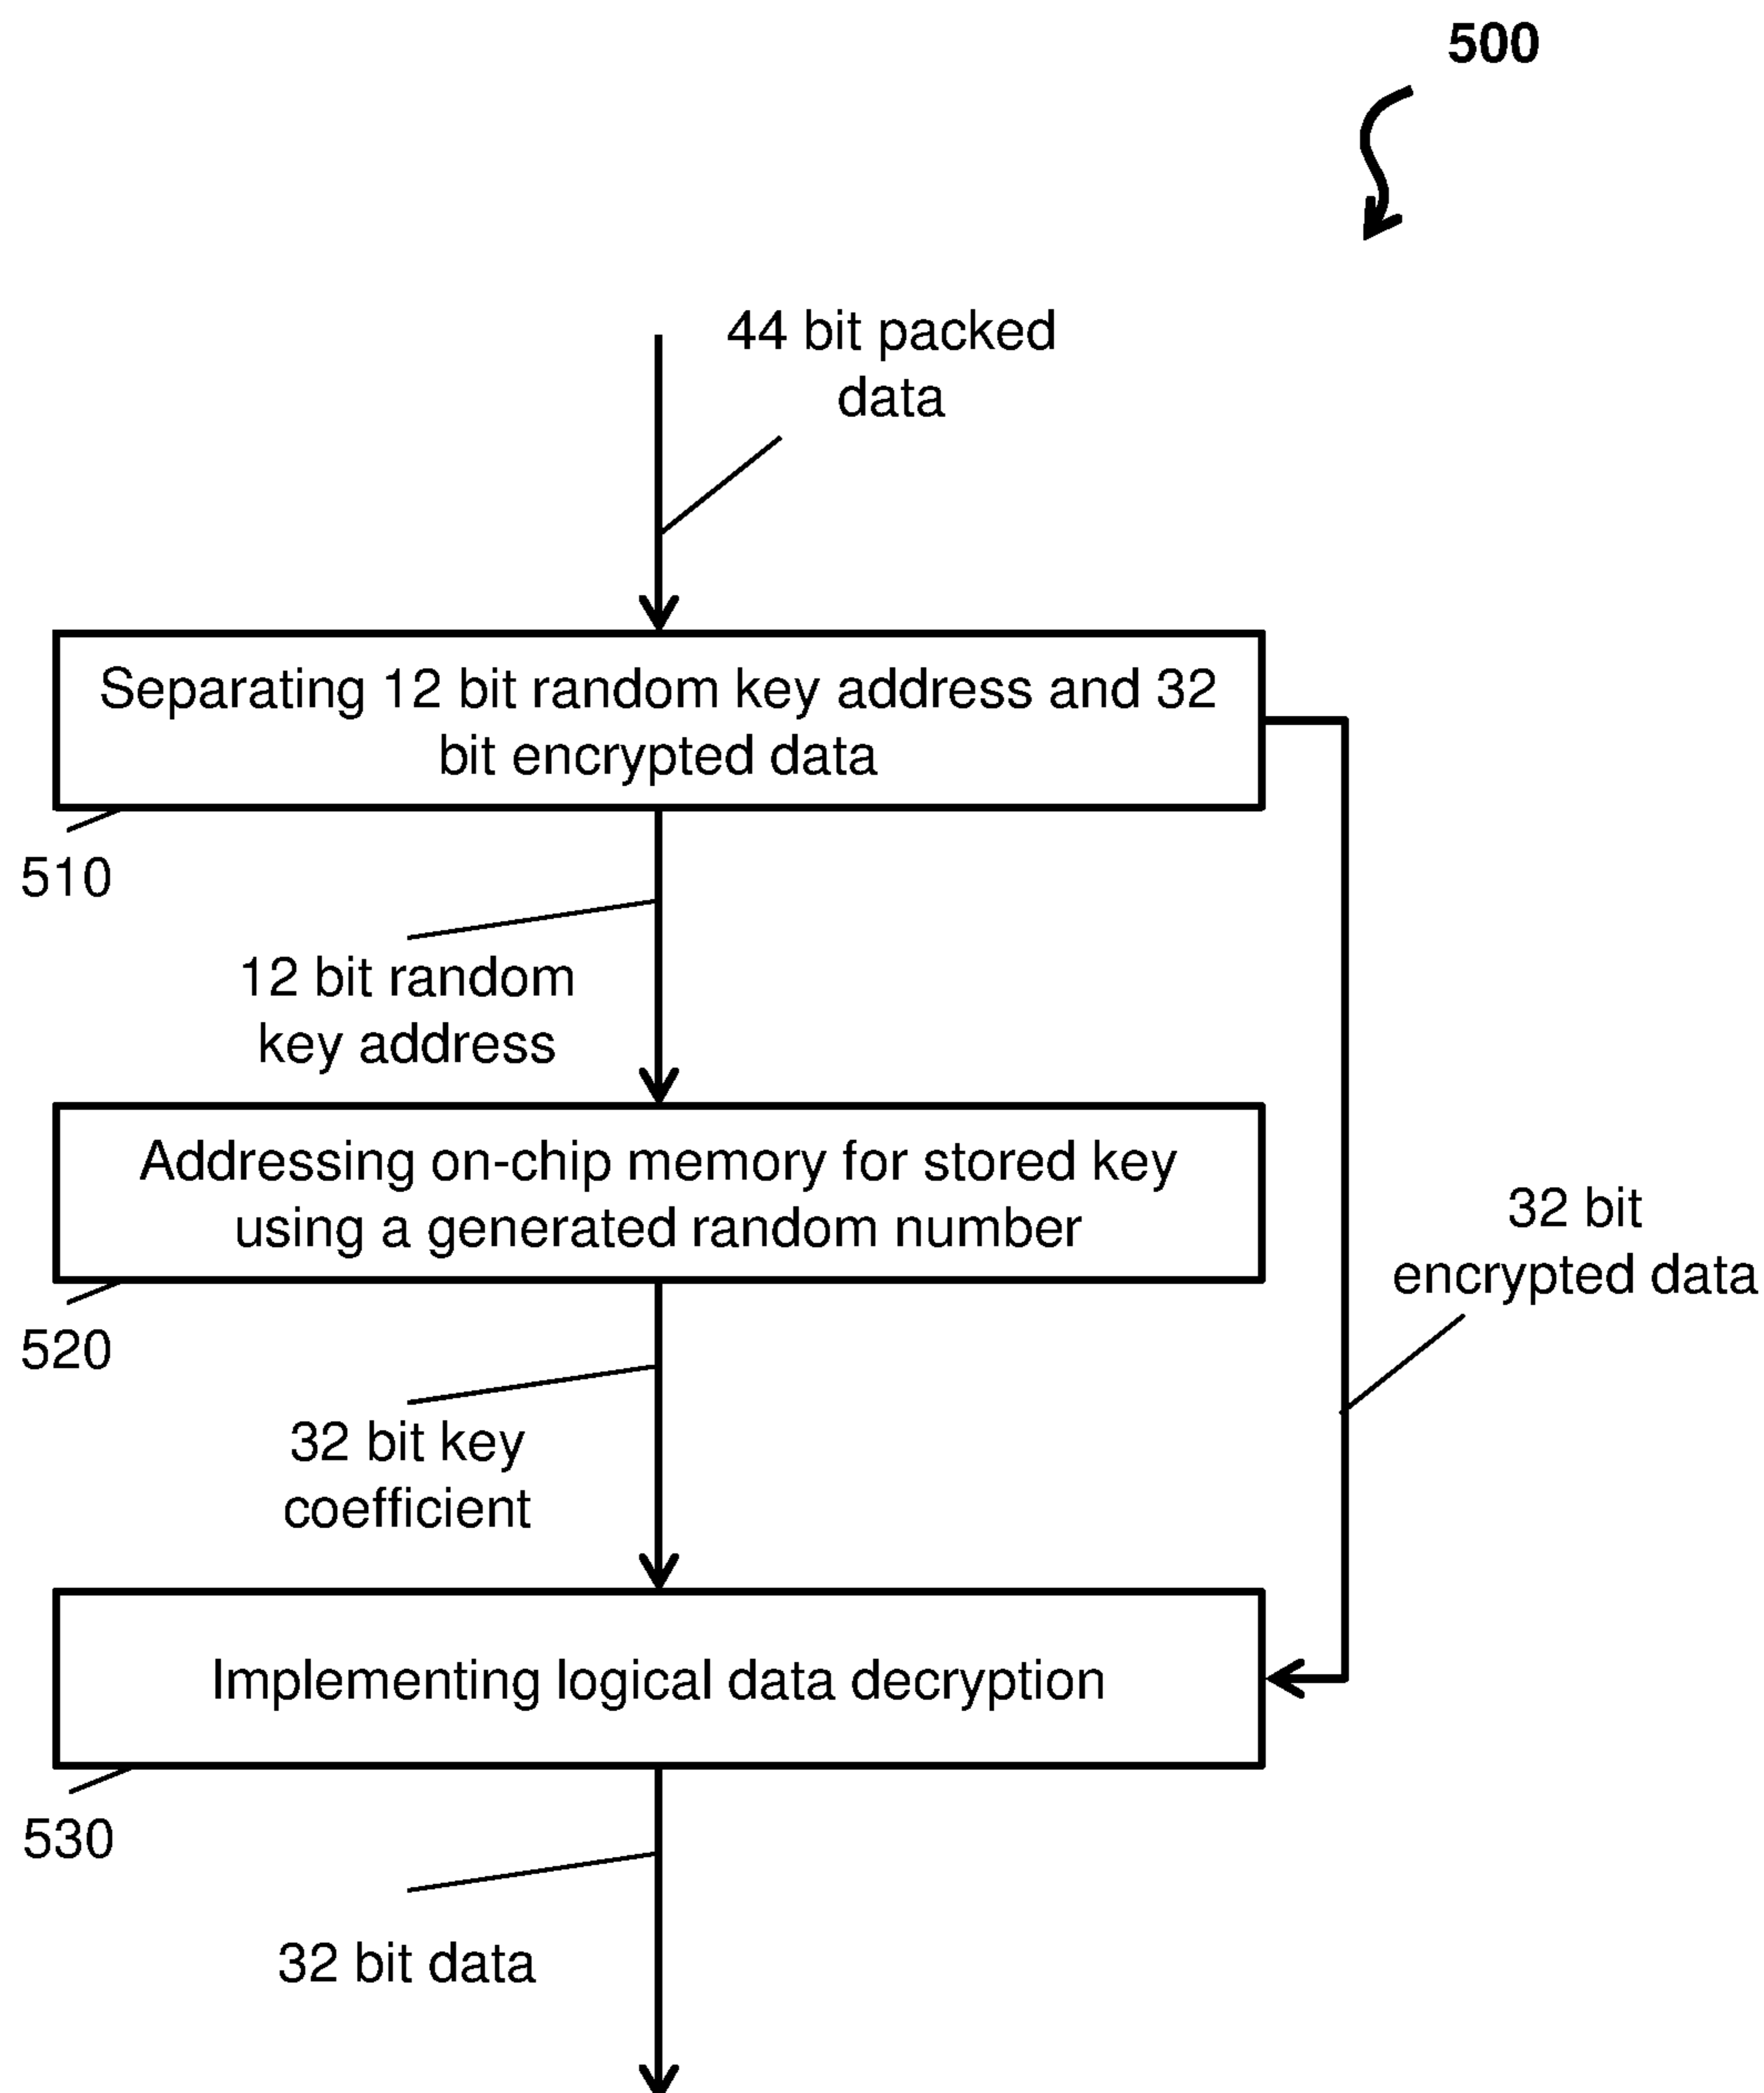 500
44 bit packed
data
Separating 12 bit random key address and 32
bit encrypted data
510
12 bit random
key address
Addressing on-chip memory for stored key
using a generated random number
520
32 bit
encrypted data
32 bit key
coefficient
Implementing logical data decryption
530
32 bit data